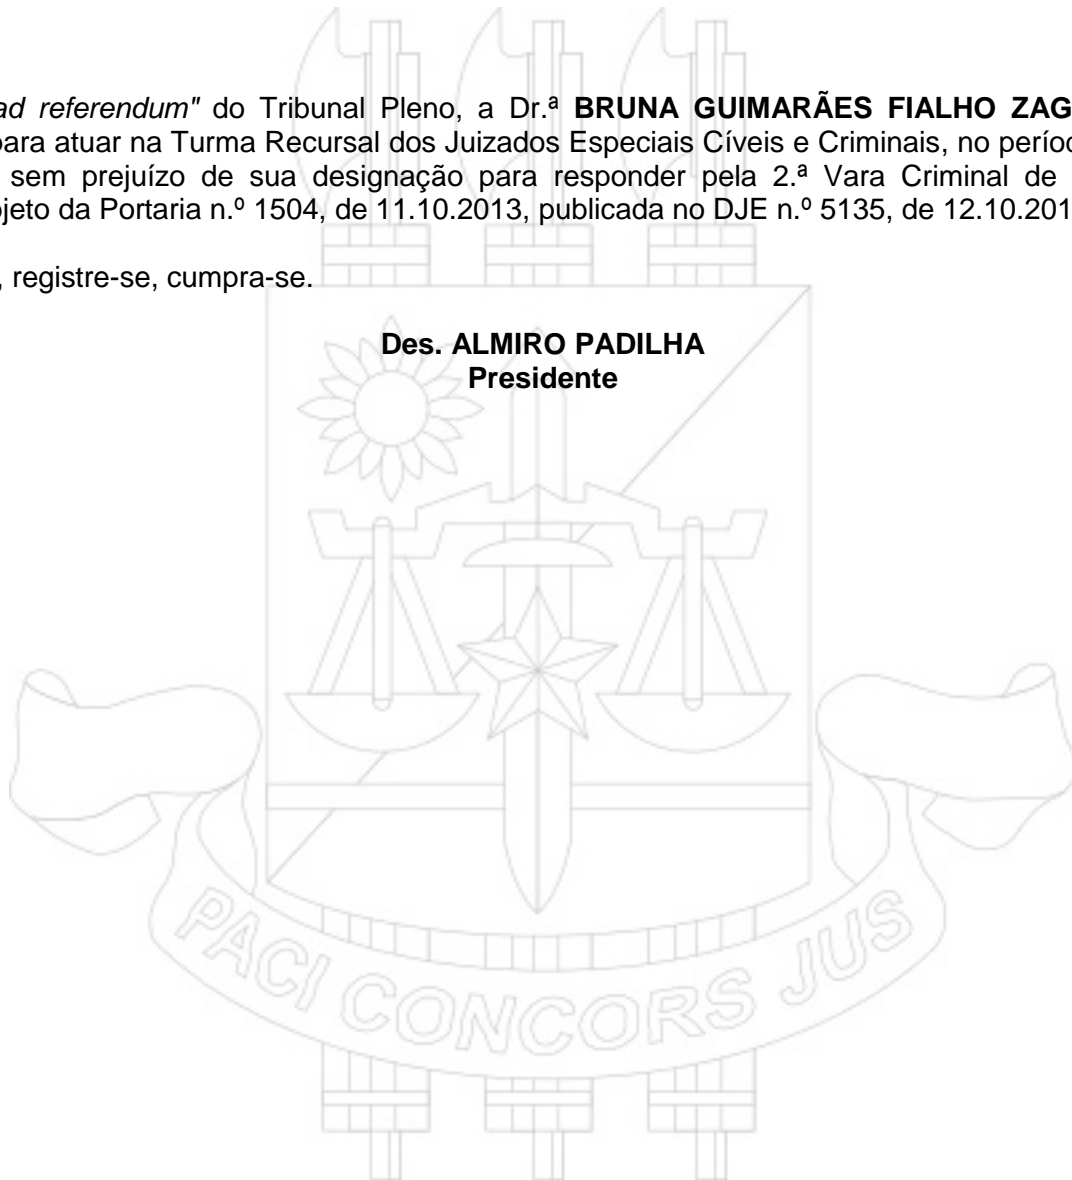 ad referendum" do Tribunal Pleno, a Dr.ª BRUNA GUIMARÃES FIALHO ZAG
para atuar na Turma Recursal dos Juizados Especiais Cíveis e Criminais, no períod
sem prejuízo de sua designação para responder pela 2.ª Vara Criminal de
jeto da Portaria n.º 1504, de 11.10.2013, publicada no DJE n.º 5135, de 12.10.201
, registre-se, cumpra-se.
Des. ALMIRO PADILHA
Presidente
PACI CONCORS JUS